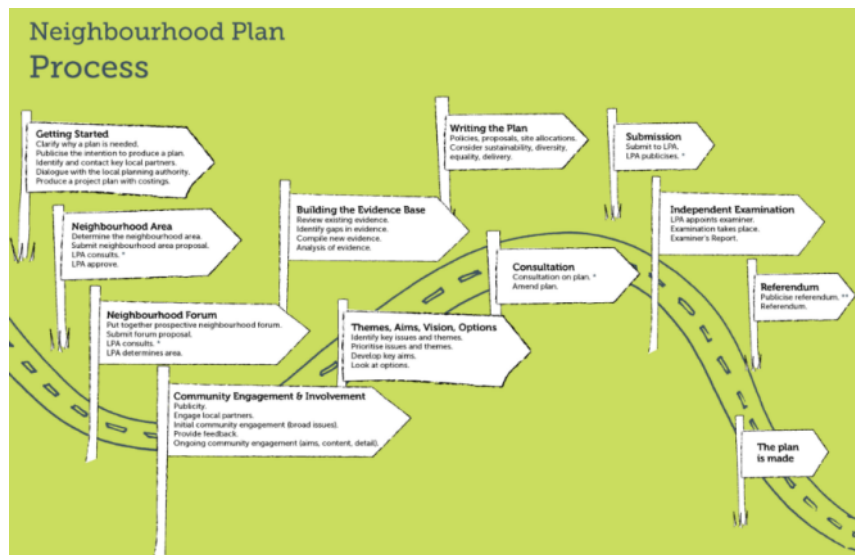 Neighbourhood Plan
Process
Getting Started
Clarify why a plan is needed.
Publicise the intention to produce a plan.
Identify and contact key local partners.
Dialogue with the local planning authority.
Produce a project plan with costings.
Neighbourhood Area
Determine the neighbourhood area.
Submit neighbourhood area proposal.
LPA consults. *
LPA approve.
Neighbourhood Forum
Put together prospective neighbourhood forum.
Submit forum proposal.
LPA consults. *
LPA determines area.
Community Engagement & Involvement
Publicity.
Engage local partners.
Initial community engagement (broad issues).
Provide feedback.
Ongoing community engagement (aims, content, detail).
Building the Evidence Base
Review existing evidence.
Identify gaps in evidence.
Compile new evidence.
Analysis of evidence.
Themes, Aims, Vision, Options
Identify key issues and themes.
Prioritise issues and themes.
Develop key aims.
Look at options.
Writing the Plan
Policies, proposals, site allocations.
Consider sustainability, diversity,
equality, delivery.
Consultation
Consultation on plan. *
Amend plan.
Submission
Submit to LPA.
LPA publicises. *
Independent Examination
LPA appoints examiner.
Examination takes place.
Examiner's Report.
Referendum
Publicise referendum. **
Referendum.
The plan
is made